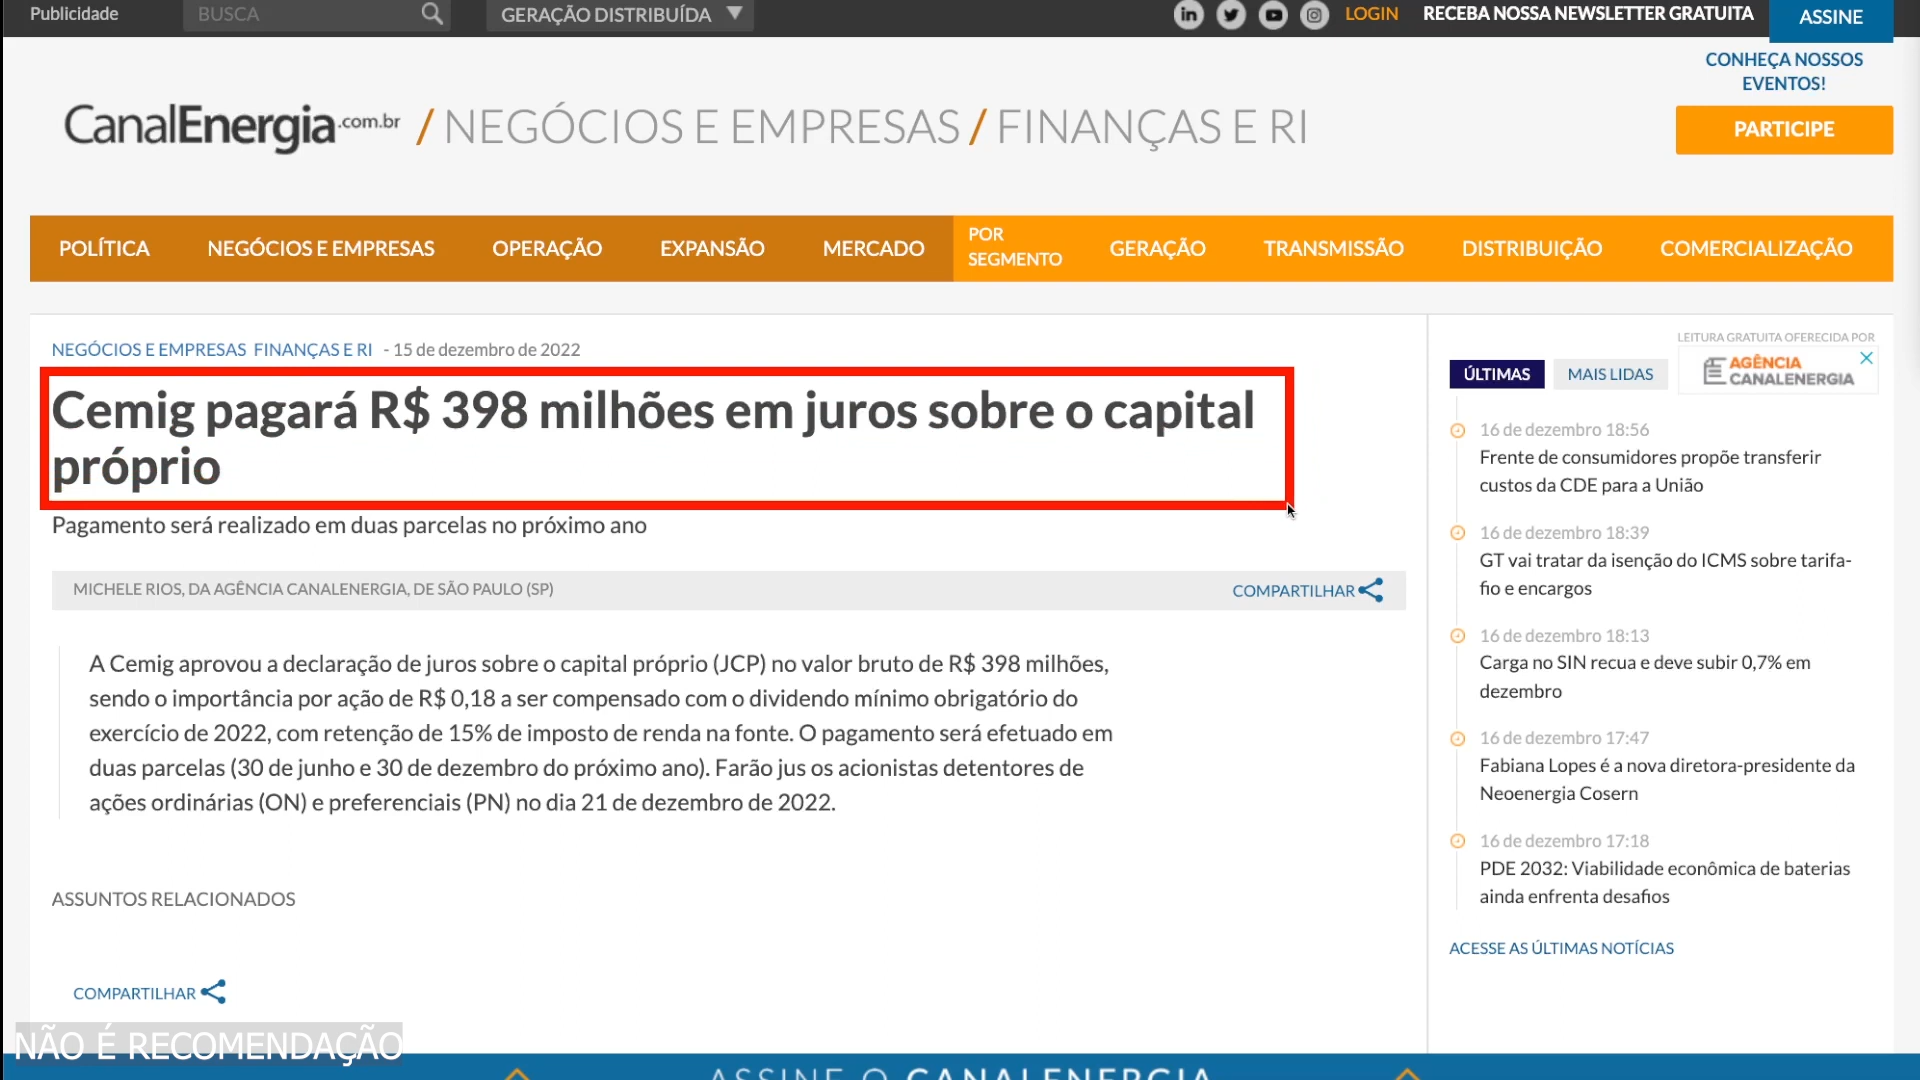 Publicidade
BUSCA
GERAÇÃO DISTRIBUÍDA
LOGIN
RECEBA NOSSA NEWSLETTER GRATUITA
ASSINE
CONHEÇA NOSSOS
EVENTOS!
PARTICIPE
CanalEnergia.com.br / NEGÓCIOS E EMPRESAS / FINANÇAS E RI
POLÍTICA
NEGÓCIOS E EMPRESAS
OPERAÇÃO
EXPANSÃO
MERCADO
POR
SEGMENTO
GERAÇÃO
TRANSMISSÃO
DISTRIBUIÇÃO
COMERCIALIZAÇÃO
NEGÓCIOS E EMPRESAS FINANÇAS E RI - 15 de dezembro de 2022
Cemig pagará R$ 398 milhões em juros sobre o capital
próprio
Pagamento será realizado em duas parcelas no próximo ano
MICHELE RIOS, DA AGÊNCIA CANALENERGIA, DE SÃO PAULO (SP)
COMPARTILHAR
A Cemig aprovou a declaração de juros sobre o capital próprio (JCP) no valor bruto de R$ 398 milhões,
sendo o importância por ação de R$ 0,18 a ser compensado com o dividendo mínimo obrigatório do
exercício de 2022, com retenção de 15% de imposto de renda na fonte. O pagamento será efetuado em
duas parcelas (30 de junho e 30 de dezembro do próximo ano). Farão jus os acionistas detentores de
ações ordinárias (ON) e preferenciais (PN) no dia 21 de dezembro de 2022.
ASSUNTOS RELACIONADOS
COMPARTILHAR
LEITURA GRATUITA OFERECIDA POR
AGÊNCIA
CANALENERGIA
ÚLTIMAS
MAIS LIDAS
16 de dezembro 18:56
Frente de consumidores propõe transferir
custos da CDE para a União
16 de dezembro 18:39
GT vai tratar da isenção do ICMS sobre tarifa-
fio e encargos
16 de dezembro 18:13
Carga no SIN recua e deve subir 0,7% em
dezembro
16 de dezembro 17:47
Fabiana Lopes é a nova diretora-presidente da
Neoenergia Cosern
16 de dezembro 17:18
PDE 2032: Viabilidade econômica de baterias
ainda enfrenta desafios
ACESSE AS ÚLTIMAS NOTÍCIAS
NÃO É RECOMENDAÇÃO
ASSINE O CANALENERGIA